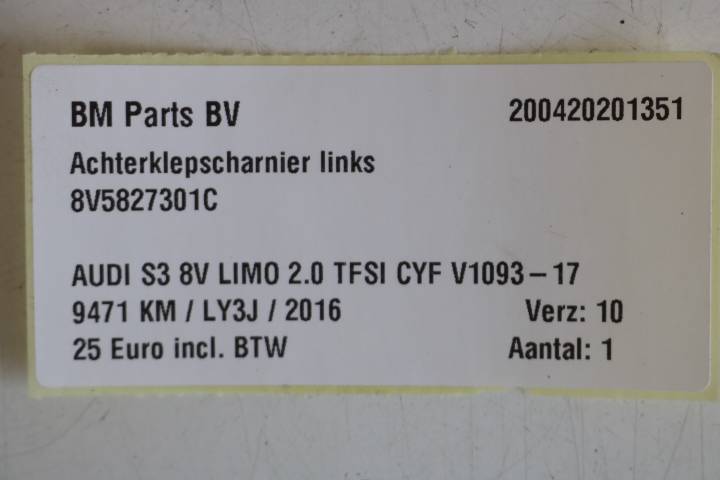 BM Parts BV 200420201351
Achterklepscharnier links
8V5827301C
AUDI S3 8V LIMO 2.0 TFSI CYF V1093-17
9471 KM / LY3J / 2016 Verz: 10
25 Euro incl. BTW Aantal: 1